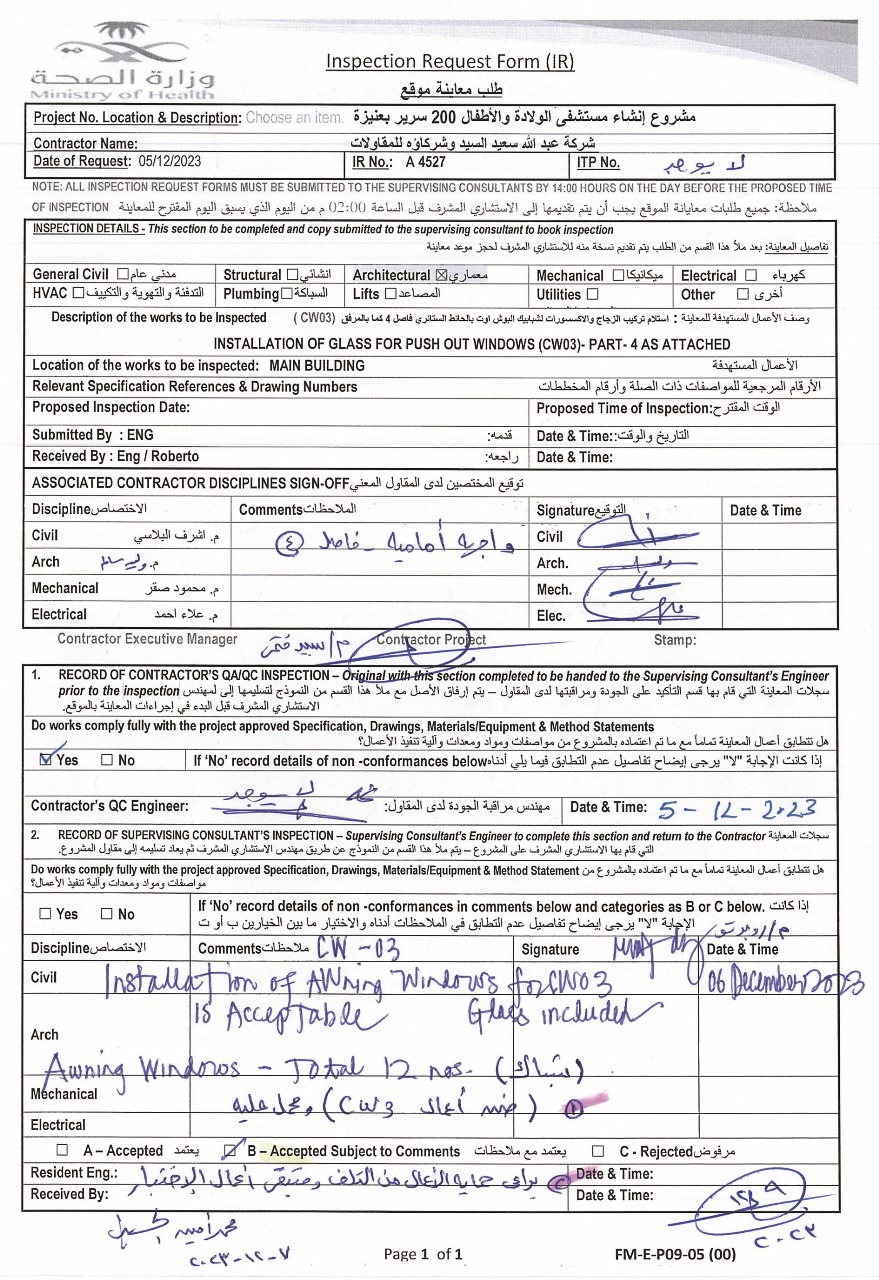 وزارة الصحة
Ministry of Health
Inspection Request Form (IR)
طلب معاينة موقع
Project No. Location & Description: Choose an item. مشروع إنشاء مستشفى الولادة والأطفال 200 سرير بعنيزة
Contractor Name: شركة عبد الله سعيد السيد وشركاؤه للمقاولات
Date of Request: 05/12/2023 IR No.: A 4527 ITP No. لا يوجد
NOTE: ALL INSPECTION REQUEST FORMS MUST BE SUBMITTED TO THE SUPERVISING CONSULTANTS BY 14:00 HOURS ON THE DAY BEFORE THE PROPOSED TIME
OF INSPECTION ملاحظة: جميع طلبات معاينة الموقع يجب أن يتم تقديمها إلى الاستشاري المشرف قبل الساعة 02:00 م من اليوم الذي يسبق اليوم المقترح للمعاينة
INSPECTION DETAILS - This section to be completed and copy submitted to the supervising consultant to book inspection
تفاصيل المعاينة: بعد ملأ هذا القسم من الطلب يتم تقديم نسخة منه للاستشاري المشرف لحجز موعد معاينة
General Civil ☐ مدني عام Structural ☐ انشائي Architectural ☒ معماري Mechanical ☐ ميكانيكا Electrical ☐ كهرباء
HVAC ☐ التدفئة والتهوية والتكييف Plumbing ☐ السباكة Lifts ☐ المصاعد Utilities ☐ Other ☐ أخرى
Description of the works to be Inspected وصف الأعمال المستهدفة للمعاينة : استلام تركيب الزجاج والاكسسورات لشبابيك البوش اوت بالحائط الستائري فاصل 4 كما بالمرفق (CW03)
INSTALLATION OF GLASS FOR PUSH OUT WINDOWS (CW03)- PART- 4 AS ATTACHED
Location of the works to be inspected: MAIN BUILDING الأعمال المستهدفة
Relevant Specification References & Drawing Numbers الأرقام المرجعية للمواصفات ذات الصلة وأرقام المخططات
Proposed Inspection Date: Proposed Time of Inspection: الوقت المقترح
Submitted By : ENG قدمه: Date & Time: التاريخ والوقت:
Received By : Eng / Roberto راجعه: Date & Time:
ASSOCIATED CONTRACTOR DISCIPLINES SIGN-OFF توقيع المختصين لدى المقاول المعني
Discipline الاختصاص Comments الملاحظات Signature التوقيع Date & Time
Civil م. اشرف البلاسي واجهة أمامية - فاصل ④ Civil
Arch م. Arch.
Mechanical م. محمود صقر Mech.
Electrical م. علاء احمد Elec.
Contractor Executive Manager Contractor Project Stamp:
1. RECORD OF CONTRACTOR'S QA/QC INSPECTION – Original with this section completed to be handed to the Supervising Consultant's Engineer
prior to the inspection سجلات المعاينة التي قام بها قسم التأكيد على الجودة ومراقبتها لدى المقاول – يتم إرفاق الأصل مع ملأ هذا القسم من النموذج لتسليمها إلى لمهندس
الاستشاري المشرف قبل البدء في إجراءات المعاينة بالموقع.
Do works comply fully with the project approved Specification, Drawings, Materials/Equipment & Method Statements
هل تتطابق أعمال المعاينة تماماً مع ما تم اعتماده بالمشروع من مواصفات ومواد ومعدات وآلية تنفيذ الأعمال؟
☑ Yes ☐ No If 'No' record details of non -conformances below إذا كانت الإجابة "لا" يرجى إيضاح تفاصيل عدم التطابق فيما يلي أدناه
لا يوجد
Contractor's QC Engineer: مهندس مراقبة الجودة لدى المقاول: Date & Time: 5-12-2023
2. RECORD OF SUPERVISING CONSULTANT'S INSPECTION – Supervising Consultant's Engineer to complete this section and return to the Contractor سجلات المعاينة
التي قام بها الاستشاري المشرف على المشروع – يتم ملأ هذا القسم من النموذج عن طريق مهندس الاستشاري المشرف ثم يعاد تسليمه إلى مقاول المشروع.
Do works comply fully with the project approved Specification, Drawings, Materials/Equipment & Method Statement هل تتطابق أعمال المعاينة تماماً مع ما تم اعتماده بالمشروع من
مواصفات ومواد ومعدات وآلية تنفيذ الأعمال؟
☐ Yes ☐ No If 'No' record details of non -conformances in comments below and categories as B or C below. إذا كانت
الإجابة "لا" يرجى إيضاح تفاصيل عدم التطابق في الملاحظات أدناه والاختيار ما بين الخيارين ب أو ت
م/روبرتو
Discipline الاختصاص Comments ملاحظات CW-03 Signature Date & Time
Civil Installation of AWning Windows for CW03 06 December 2023
is Acceptable Glass included
Arch
Awning Windows - Total 12 nos. (شباك)
Mechanical (ضمن أعمال CW3) ومحمل عليه
Electrical
☐ A – Accepted يعتمد ☑ B – Accepted Subject to Comments يعتمد مع ملاحظات ☐ C - Rejected مرفوض
Resident Eng.: يراعى حماية الأعمال من التلف ومتبقي أعمال الإختبار Date & Time:
Received By: Date & Time:
٢٠٢٣
٢٠٢٣-١٢-٧
Page 1 of 1 FM-E-P09-05 (00)